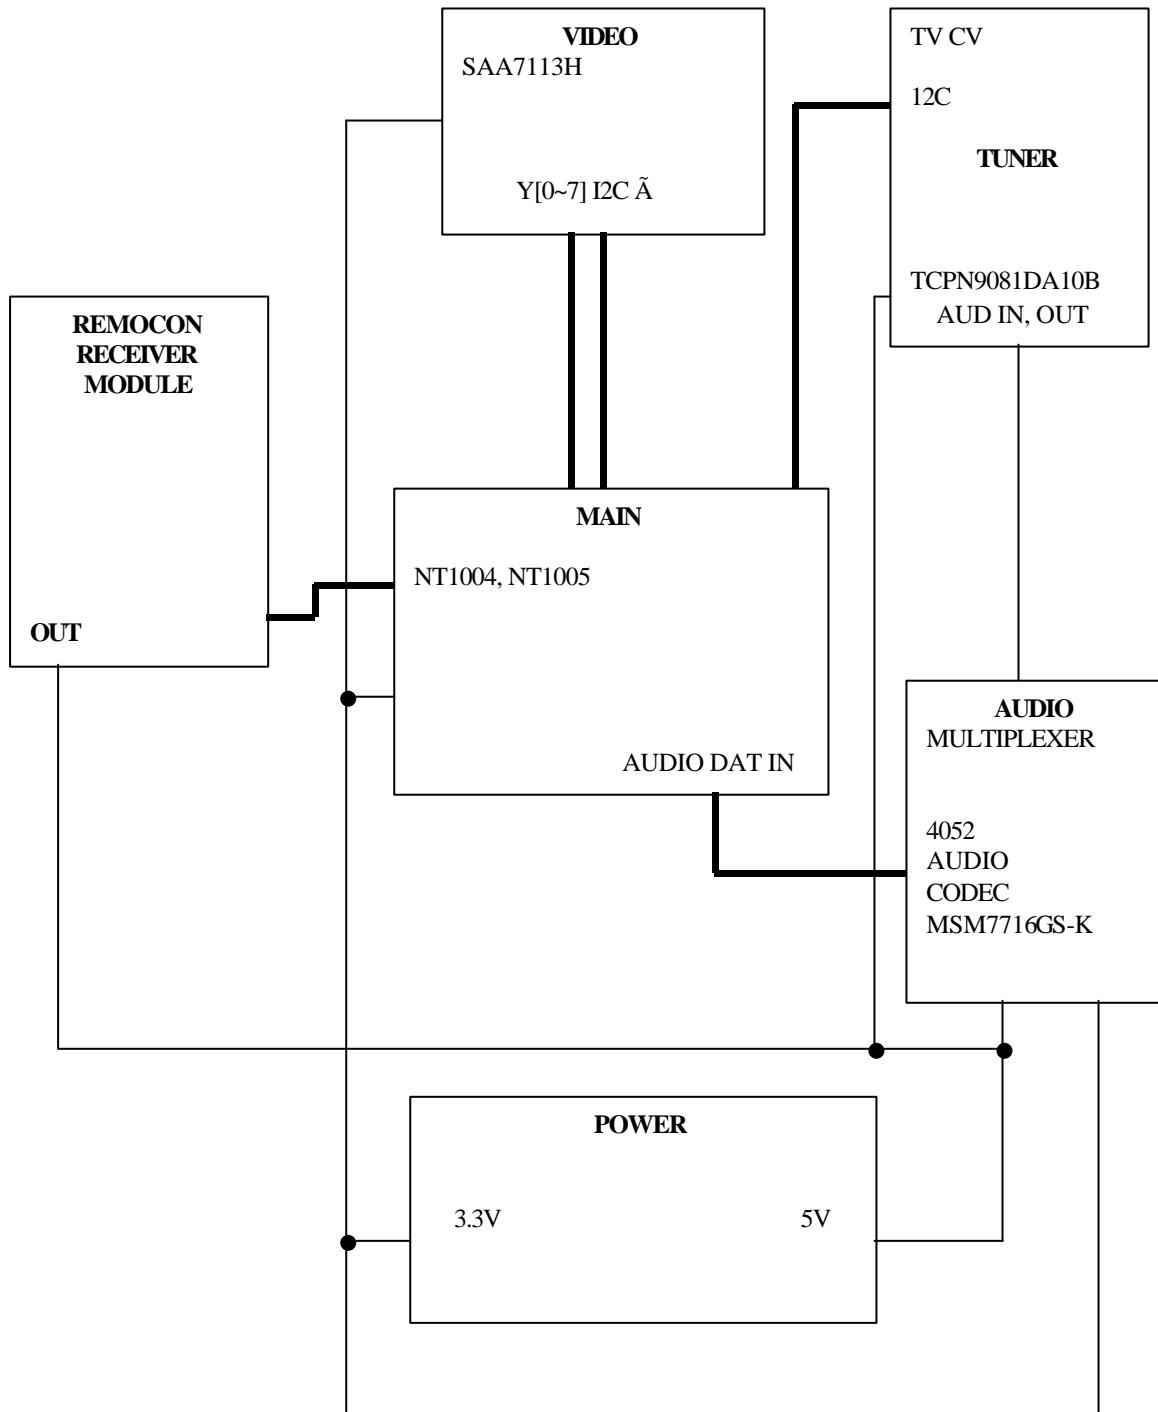 VIDEO
SAA7113H
Y[0~7] I2C Ã
TV CV
12C
TUNER
TCPN9081DA10B
AUD IN, OUT
REMOCON
RECEIVER
MODULE
OUT
MAIN
NT1004, NT1005
AUDIO DAT IN
AUDIO
MULTIPLEXER
4052
AUDIO
CODEC
MSM7716GS-K
POWER
3.3V
5V